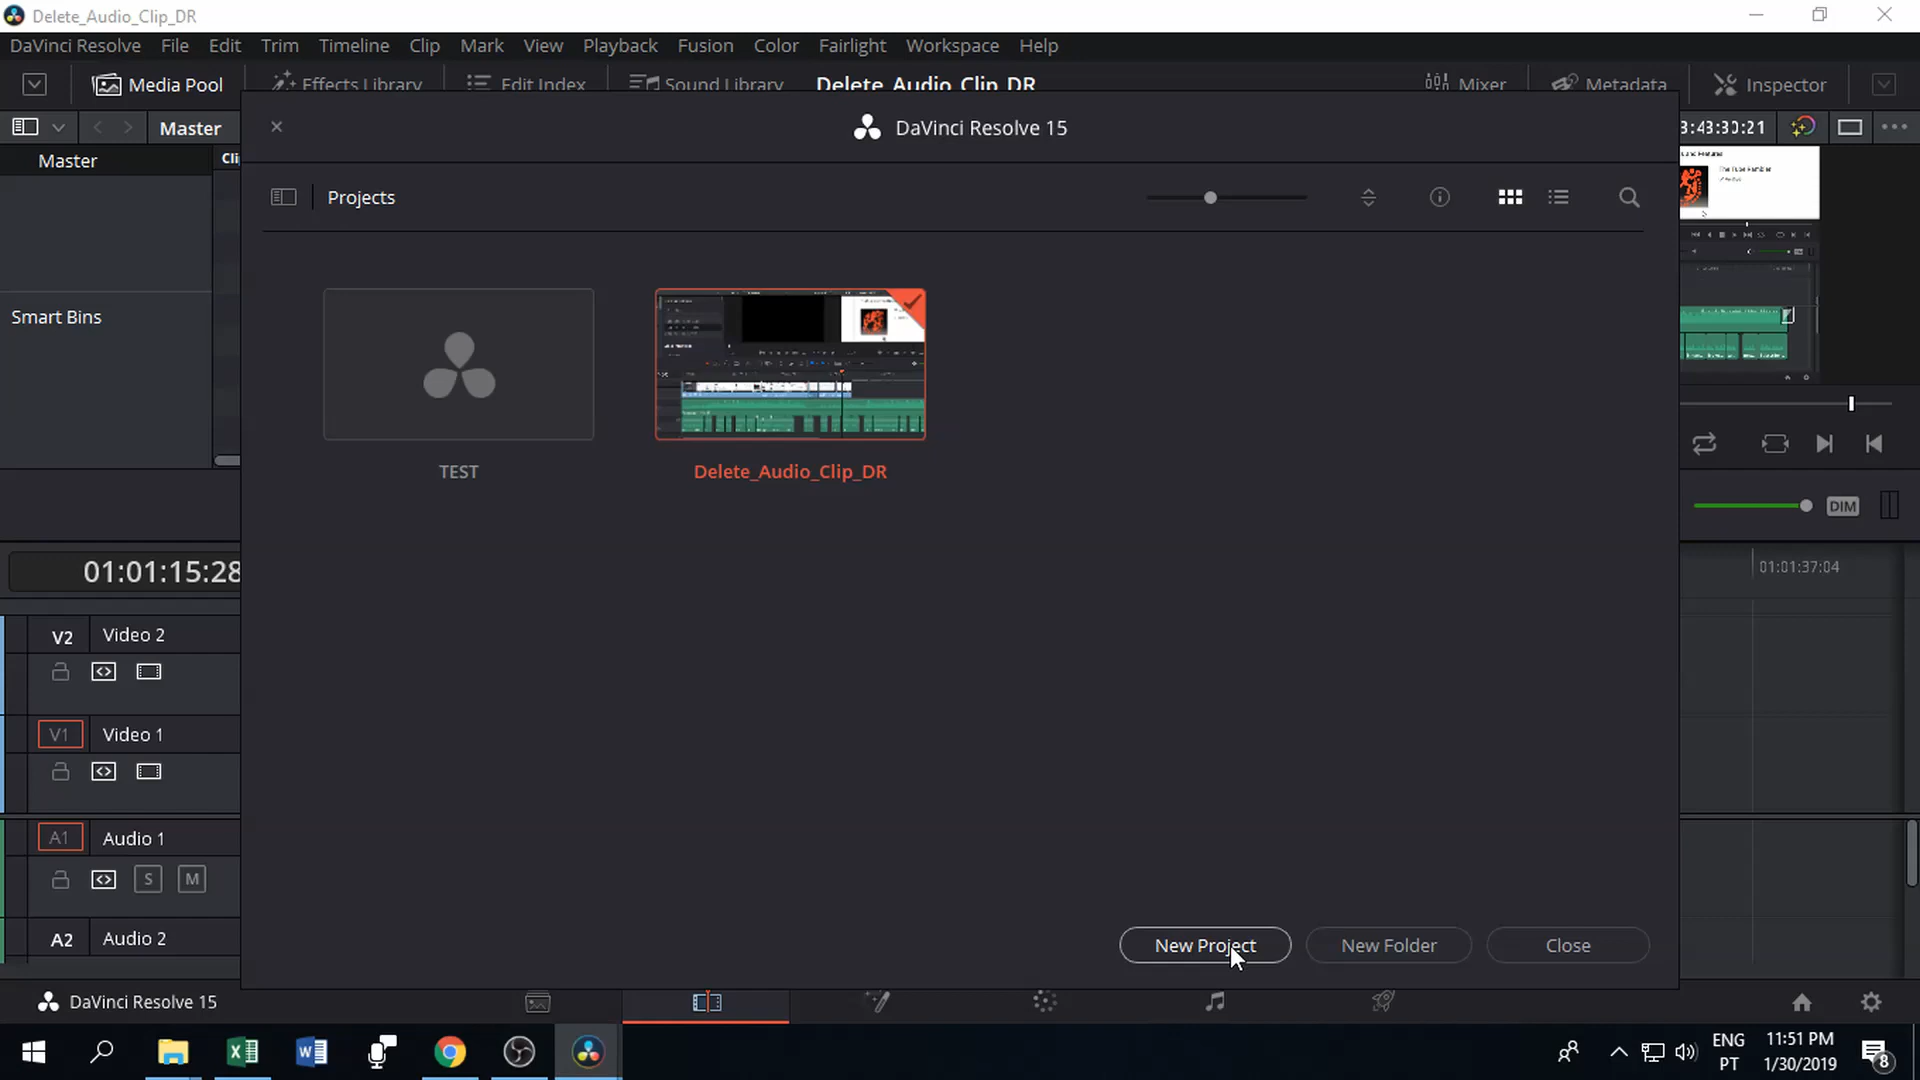 Delete_Audio_Clip_DR
DaVinci Resolve File Edit Trim Timeline Clip Mark View Playback Fusion Color Fairlight Workspace Help
Media Pool Effects Library Edit Index Sound Library Delete Audio Clip DR Mixer Metadata Inspector
Master DaVinci Resolve 15 3:43:30:21
Master Cli
Projects
Smart Bins
TEST Delete_Audio_Clip_DR
DIM
01:01:15:28 01:01:37:04
V2 Video 2
V1 Video 1
A1 Audio 1
S M
A2 Audio 2
New Project New Folder Close
DaVinci Resolve 15
ENG 11:51 PM
PT 1/30/2019 8